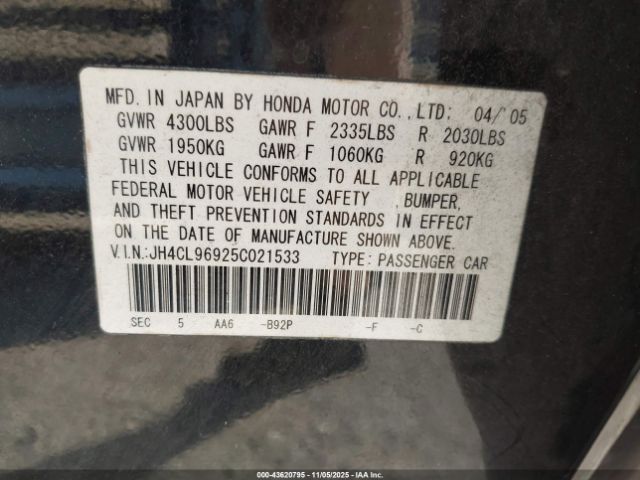 MFD. IN JAPAN BY HONDA MOTOR CO., LTD: 04/'05
GVWR 4300LBS GAWR F 2335LBS R 2030LBS
GVWR 1950KG GAWR F 1060KG R 920KG
THIS VEHICLE CONFORMS TO ALL APPLICABLE
FEDERAL MOTOR VEHICLE SAFETY , BUMPER,
AND THEFT PREVENTION STANDARDS IN EFFECT
ON THE DATE OF MANUFACTURE SHOWN ABOVE.
V.I.N.:JH4CL96925C021533 TYPE: PASSENGER CAR
SEC 5 AA6 -B92P -F -C
000-43620795 - 11/05/2025 - IAA Inc.